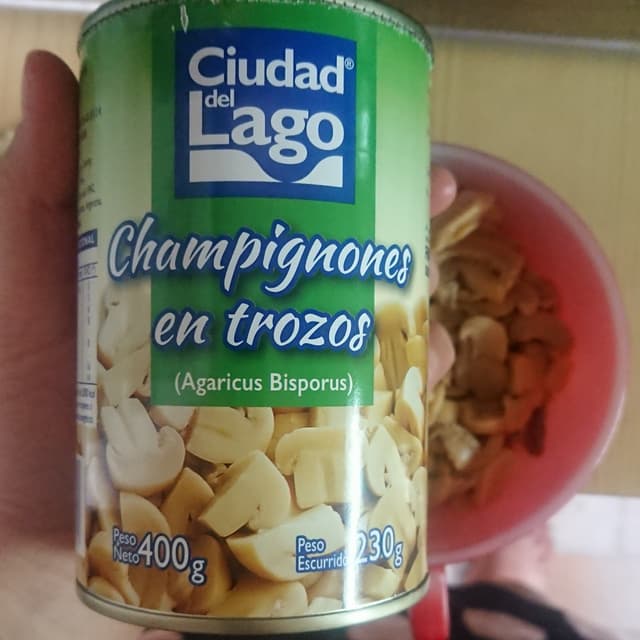 Ciudad®
del
Lago
Champignones
en trozos
(Agaricus Bisporus)
Peso
Neto 400g
Peso
Escurrido 230g